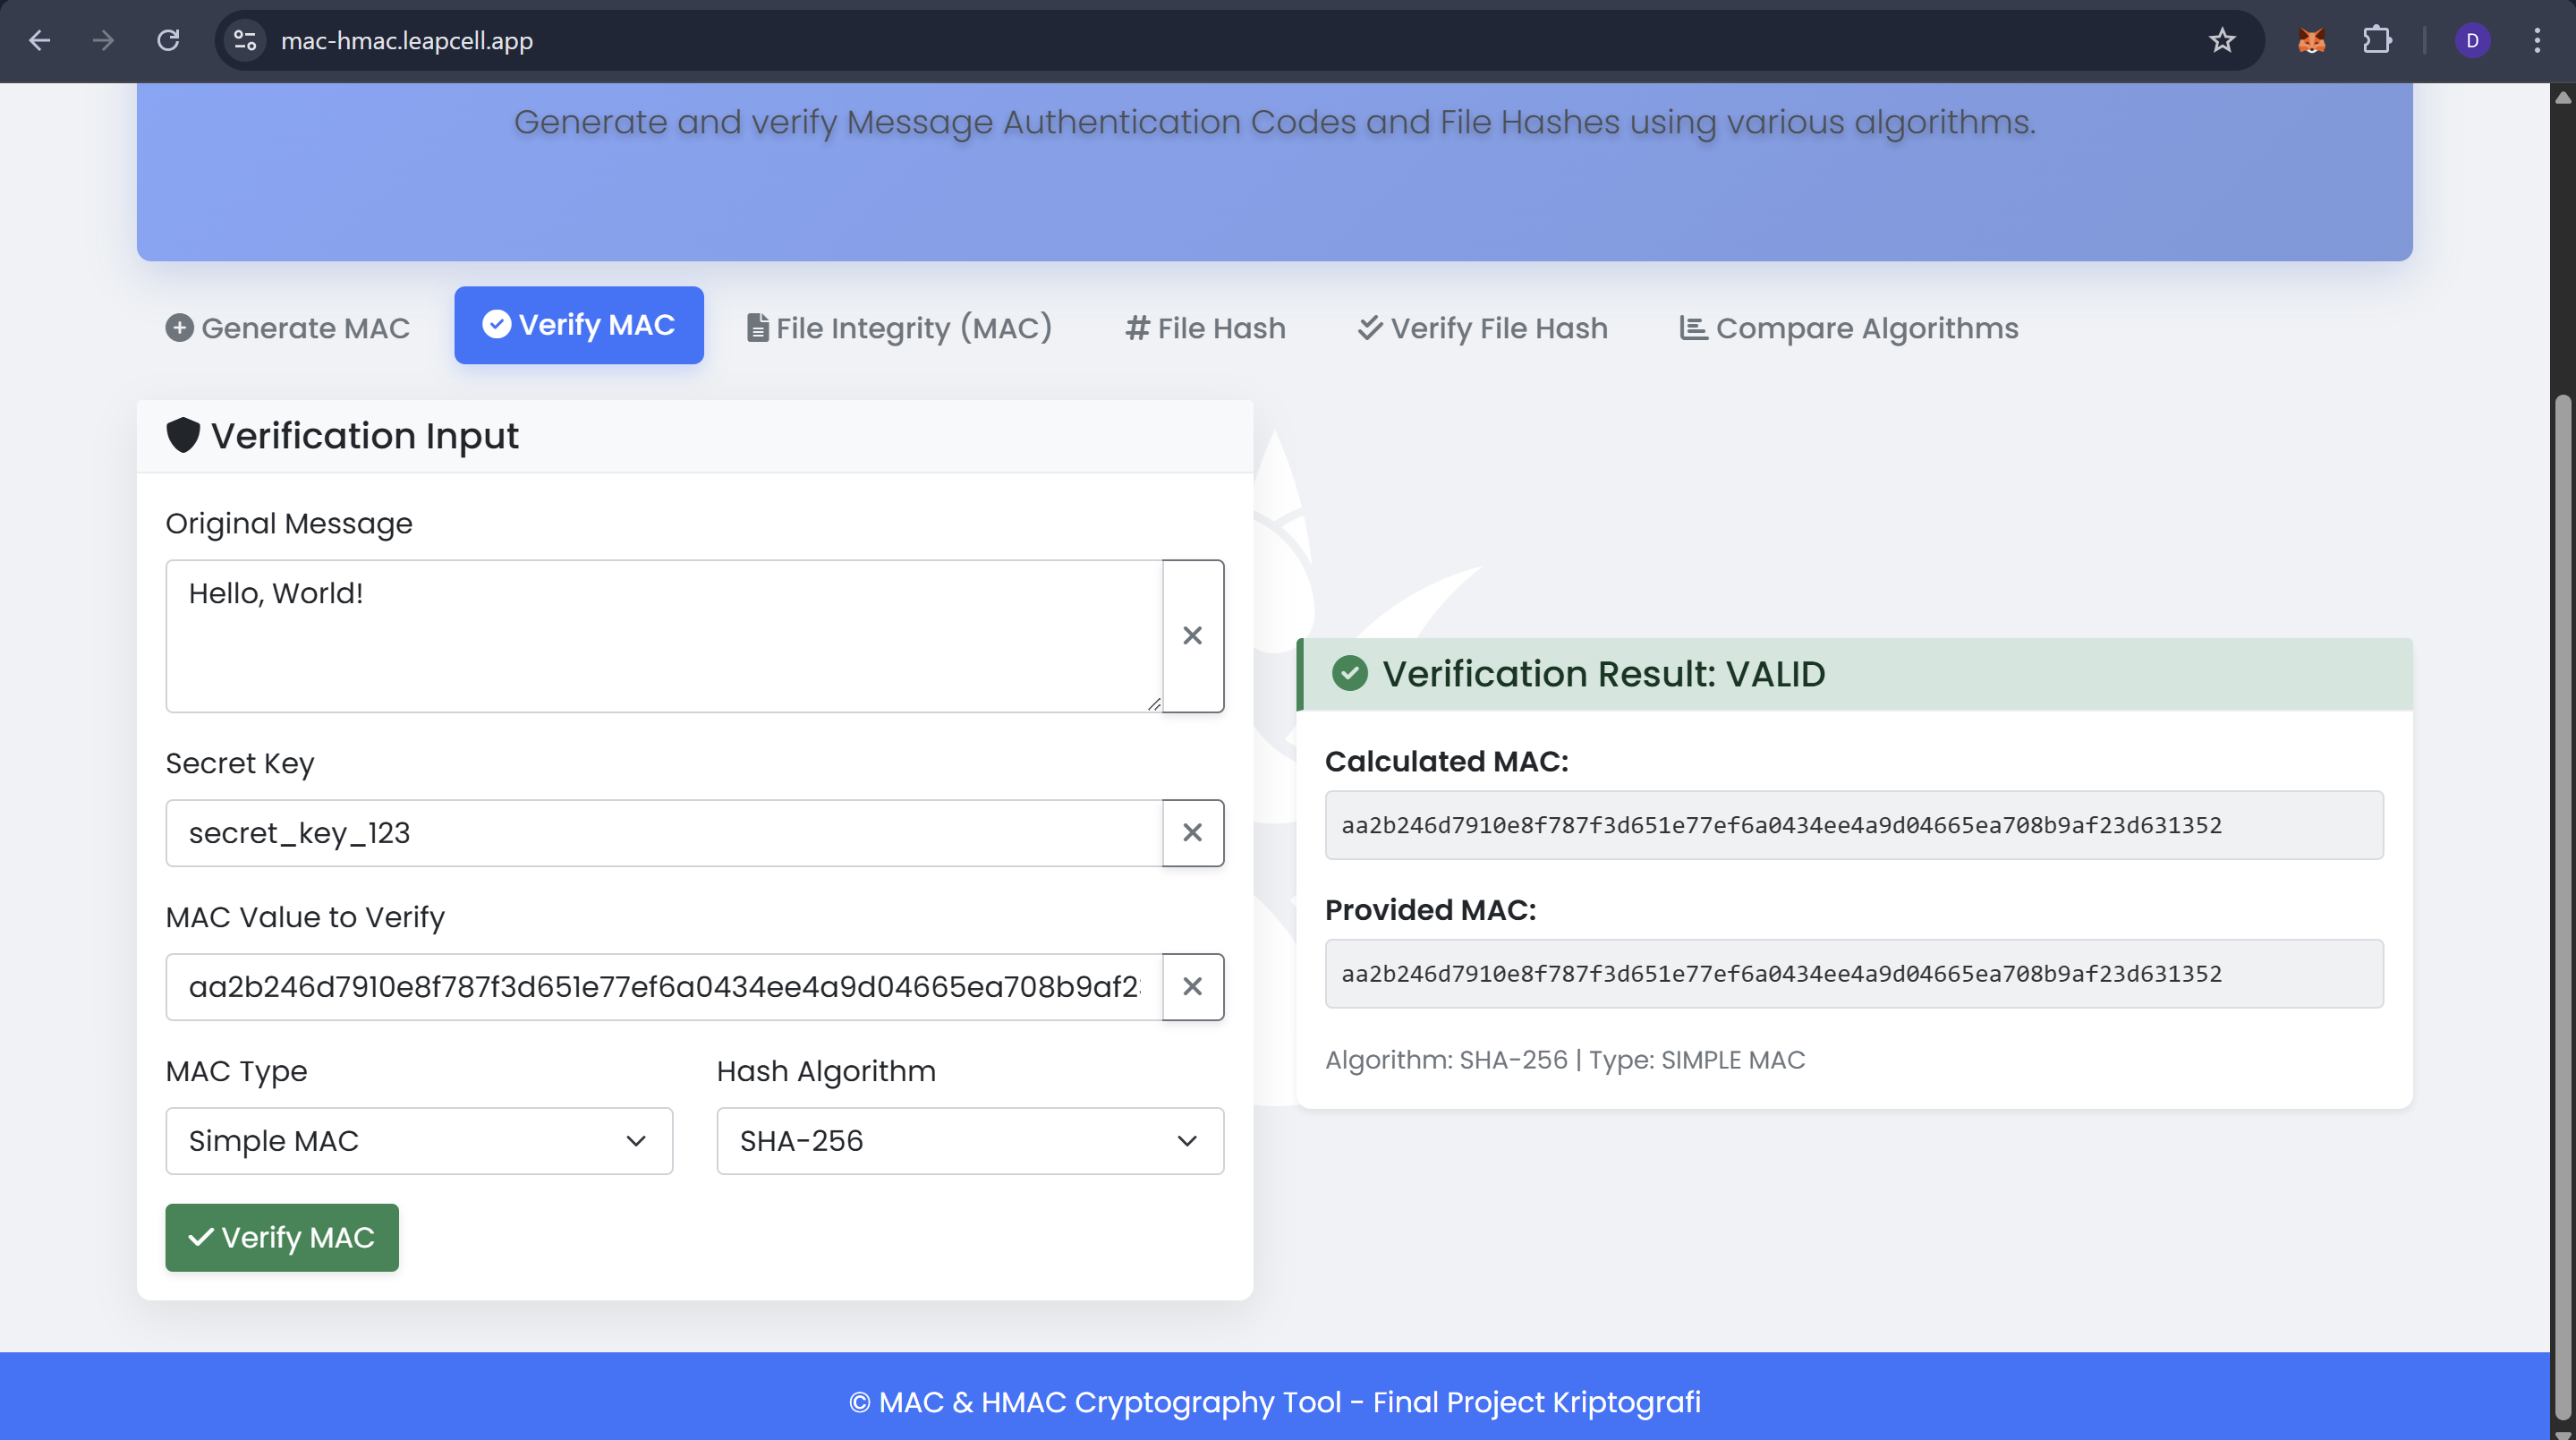 mac-hmac.leapcell.app
D
Generate and verify Message Authentication Codes and File Hashes using various algorithms.
Generate MAC
Verify MAC
File Integrity (MAC)
File Hash
Verify File Hash
Compare Algorithms
Verification Input
Original Message
Hello, World!
Secret Key
secret_key_123
MAC Value to Verify
aa2b246d7910e8f787f3d651e77ef6a0434ee4a9d04665ea708b9af2
MAC Type
Hash Algorithm
Simple MAC
SHA-256
Verify MAC
Verification Result: VALID
Calculated MAC:
aa2b246d7910e8f787f3d651e77ef6a0434ee4a9d04665ea708b9af23d631352
Provided MAC:
aa2b246d7910e8f787f3d651e77ef6a0434ee4a9d04665ea708b9af23d631352
Algorithm: SHA-256 | Type: SIMPLE MAC
© MAC & HMAC Cryptography Tool - Final Project Kriptografi